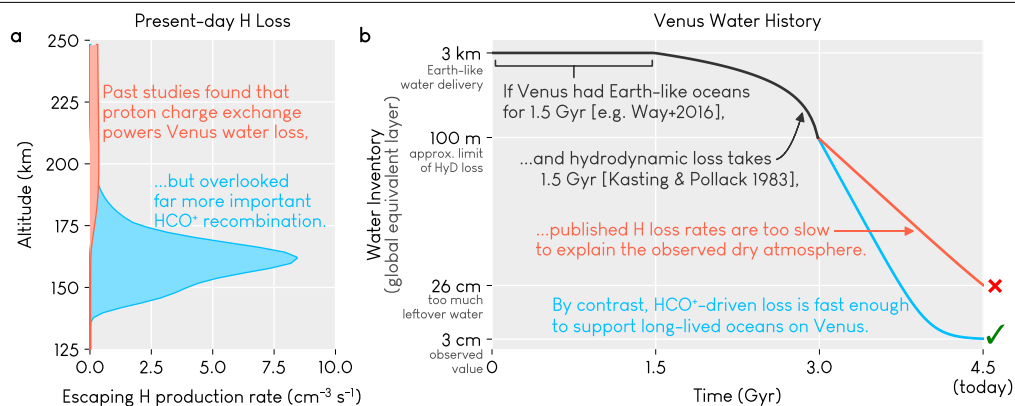 Present-day H Loss
a
Altitude (km)
250
225
200
175
150
125
Past studies found that
proton charge exchange
powers Venus water loss,
...but overlooked
far more important
HCO⁺ recombination.
0.0
2.5
5.0
7.5
10.0
Escaping H production rate (cm⁻³ s⁻¹)
Venus Water History
b
Water Inventory
(global equivalent layer)
3 km
Earth-like
water delivery
100 m
approx. limit
of HyD loss
26 cm
too much
leftover water
3 cm
observed
value
If Venus had Earth-like oceans
for 1.5 Gyr [e.g. Way+2016],
...and hydrodynamic loss takes
1.5 Gyr [Kasting & Pollack 1983],
...published H loss rates are too slow
to explain the observed dry atmosphere.
By contrast, HCO⁺-driven loss is fast enough
to support long-lived oceans on Venus.
0
1.5
3.0
4.5
(today)
Time (Gyr)